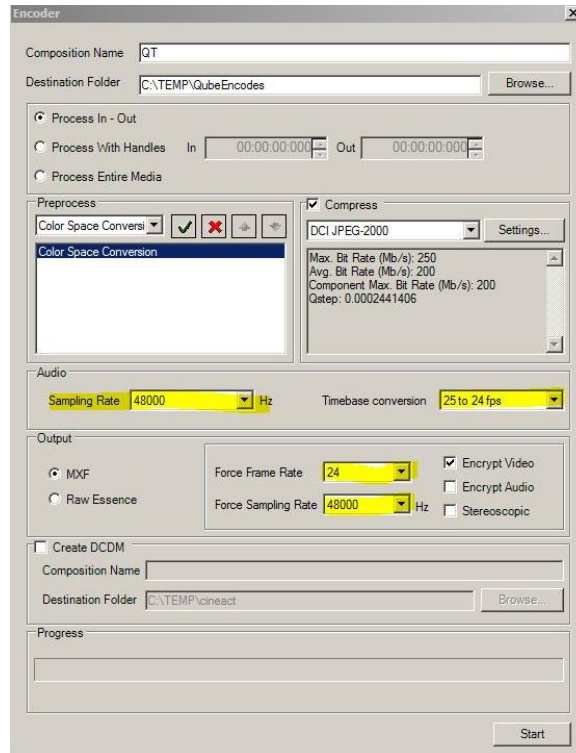 Encoder
Composition Name QT
Destination Folder C:\TEMP\QubeEncodes Browse...
Process In - Out
Process With Handles In 00:00:00:000 Out 00:00:00:000
Process Entire Media
Preprocess
Compress
Color Space Conversi
DCI JPEG-2000 Settings...
Color Space Conversion
Max. Bit Rate (Mb/s): 250
Avg. Bit Rate (Mb/s): 200
Component Max. Bit Rate (Mb/s): 200
Qstep: 0.0002441406
Audio
Sampling Rate 48000 Hz Timebase conversion 25 to 24 fps
Output
MXF
Raw Essence
Force Frame Rate 24
Force Sampling Rate 48000 Hz
Encrypt Video
Encrypt Audio
Stereoscopic
Create DCDM
Composition Name
Destination Folder C:\TEMP\cineact Browse...
Progress
Start